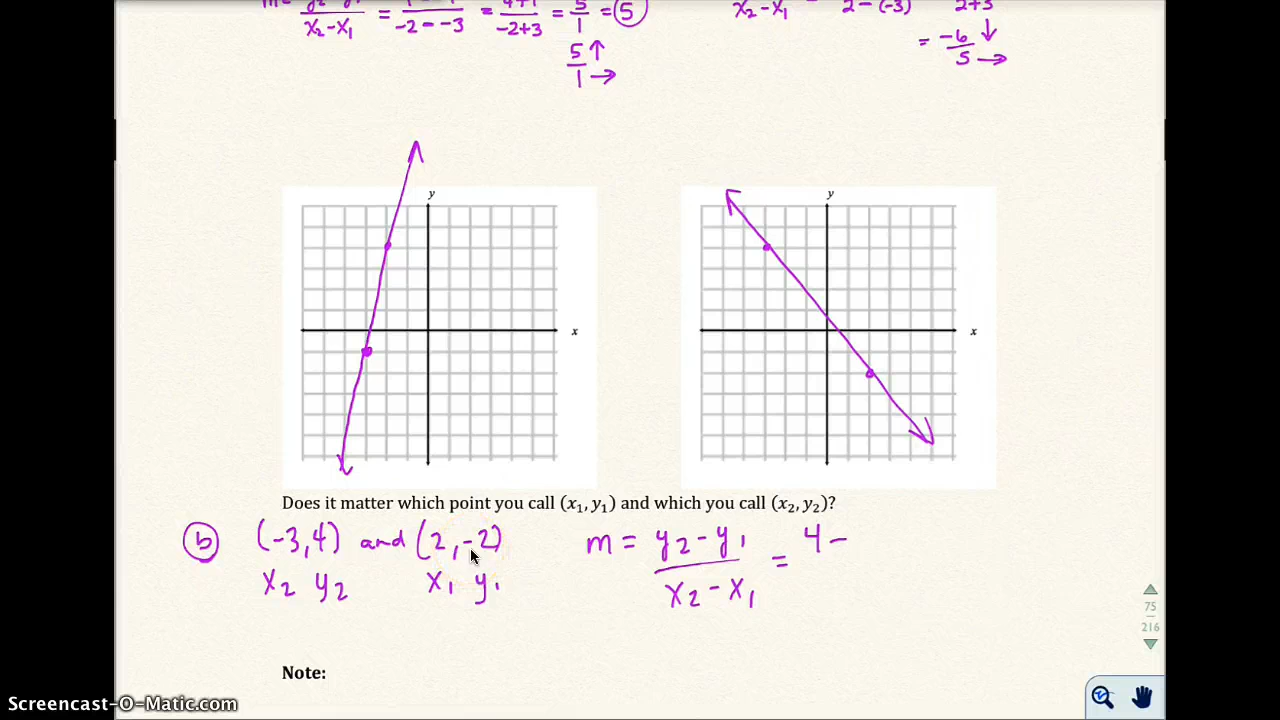 x₂-x₁ = -2--3 = -2+3 = 5/1 = 5
5/1 ↑ →
x₂-x₁ 2-(-3) 2+3
= -6/5 ↓ →
y y
x x
Does it matter which point you call (x₁, y₁) and which you call (x₂, y₂)?
b (-3,4) and (2,-2) m = y₂-y₁ / x₂-x₁ = 4-
x₂ y₂ x₁ y₁
75
216
Note:
Screencast-O-Matic.com